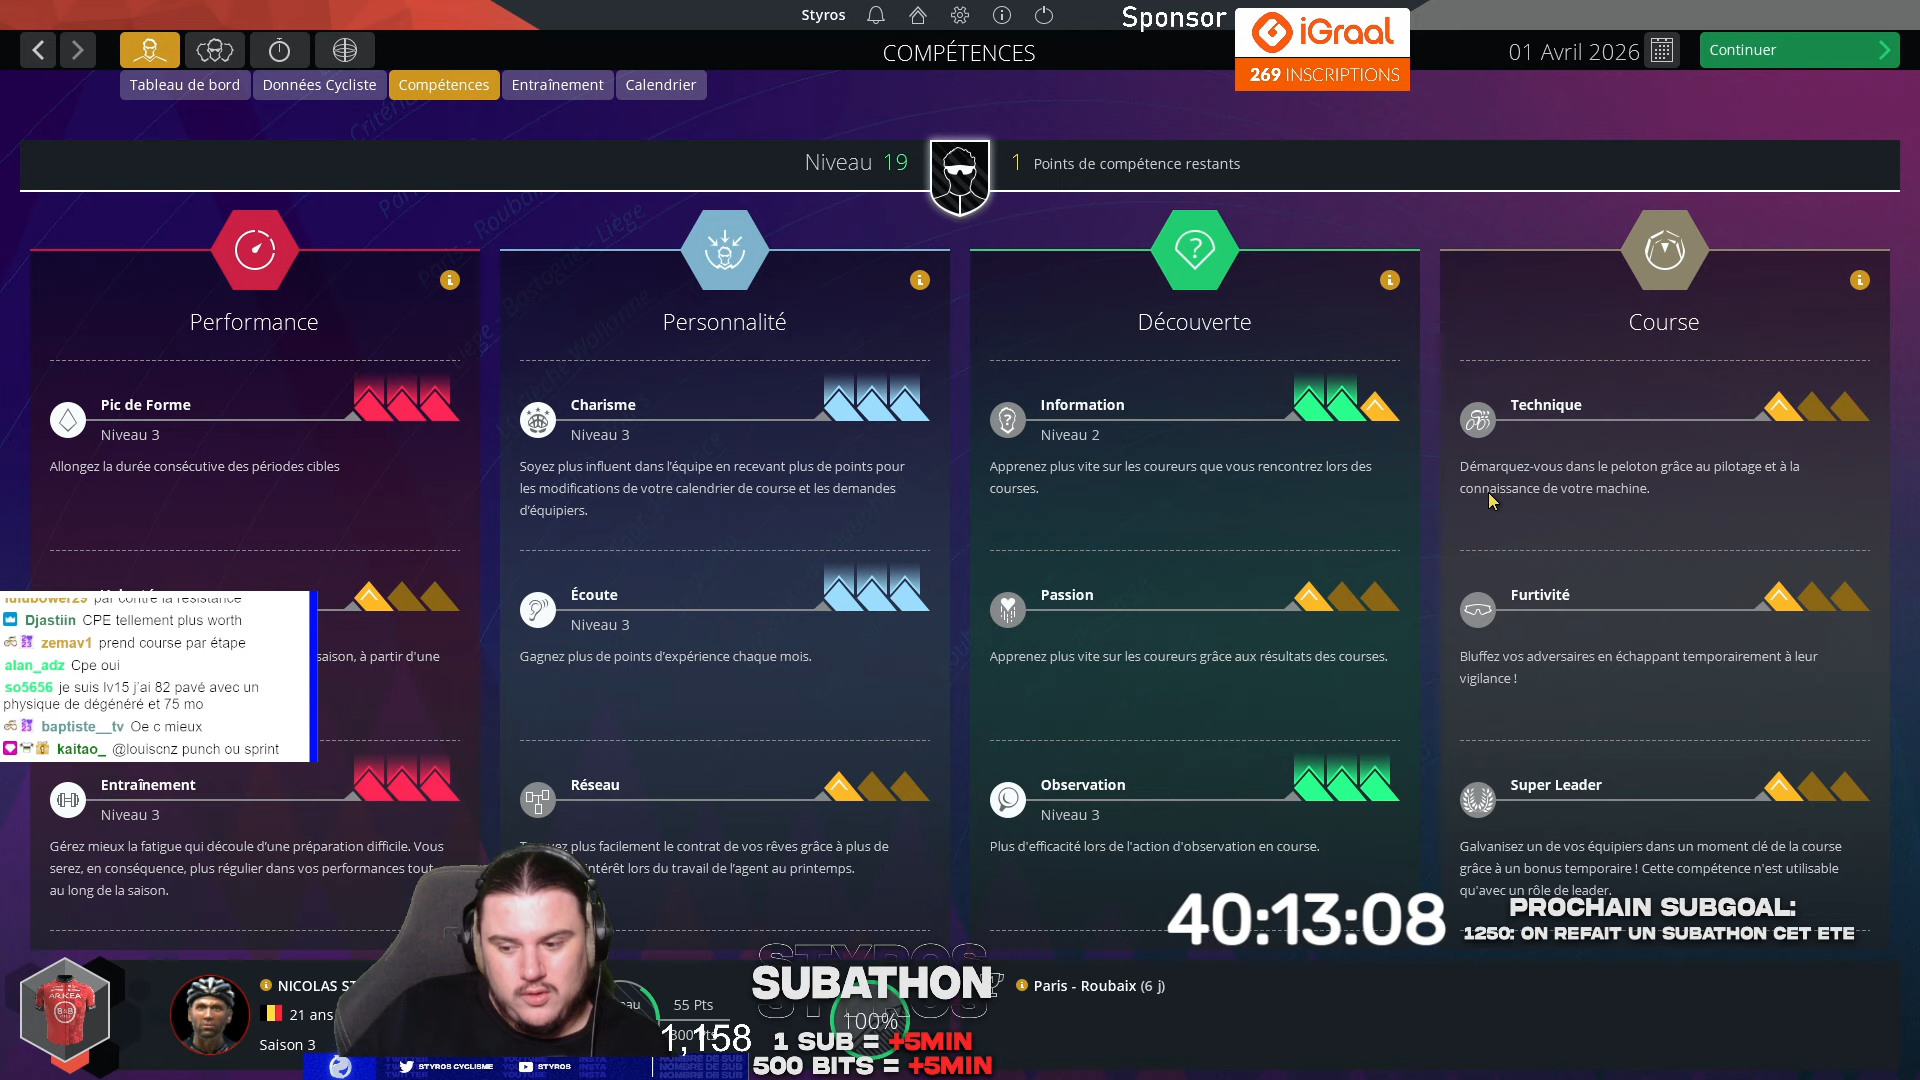 Styros
Sponsor
iGraal
269 INSCRIPTIONS
COMPÉTENCES
01 Avril 2026
Continuer
Tableau de bord
Données Cycliste
Compétences
Entraînement
Calendrier
Niveau 19
1 Points de compétence restants
Performance
Personnalité
Découverte
Course
Pic de Forme
Niveau 3
Allongez la durée consécutive des périodes cibles
Charisme
Niveau 3
Soyez plus influent dans l'équipe en recevant plus de points pour
les modifications de votre calendrier de course et les demandes
d'équipiers.
Information
Niveau 2
Apprenez plus vite sur les coureurs que vous rencontrez lors des
courses.
Technique
Démarquez-vous dans le peloton grâce au pilotage et à la
connaissance de votre machine.
saison, à partir d'une
Écoute
Niveau 3
Gagnez plus de points d'expérience chaque mois.
Passion
Apprenez plus vite sur les coureurs grâce aux résultats des courses.
Furtivité
Bluffez vos adversaires en échappant temporairement à leur
vigilance !
par contre la resistance
Djastiin CPE tellement plus worth
zemav1 prend course par étape
alan_adz Cpe oui
so5656 je suis lv15 j'ai 82 pavé avec un
physique de dégénéré et 75 mo
baptiste__tv Oe c mieux
kaitao_ @louiscnz punch ou sprint
Entraînement
Niveau 3
Gérez mieux la fatigue qui découle d'une préparation difficile. Vous
serez, en conséquence, plus régulier dans vos performances tout
au long de la saison.
Réseau
plus facilement le contrat de vos rêves grâce à plus de
intérêt lors du travail de l'agent au printemps.
Observation
Niveau 3
Plus d'efficacité lors de l'action d'observation en course.
Super Leader
Galvanisez un de vos équipiers dans un moment clé de la course
grâce à un bonus temporaire ! Cette compétence n'est utilisable
qu'avec un rôle de leader.
40:13:08
PROCHAIN SUBGOAL:
1250: ON REFAIT UN SUBATHON CET ETE
ARKEA
B&B
NICOLAS ST
21 ans
Saison 3
55 Pts
1,158
STYROS
SUBATHON
100%
1 SUB = +5MIN
500 BITS = +5MIN
Paris - Roubaix (6 j)
STYROS CYCLISME
STYROS